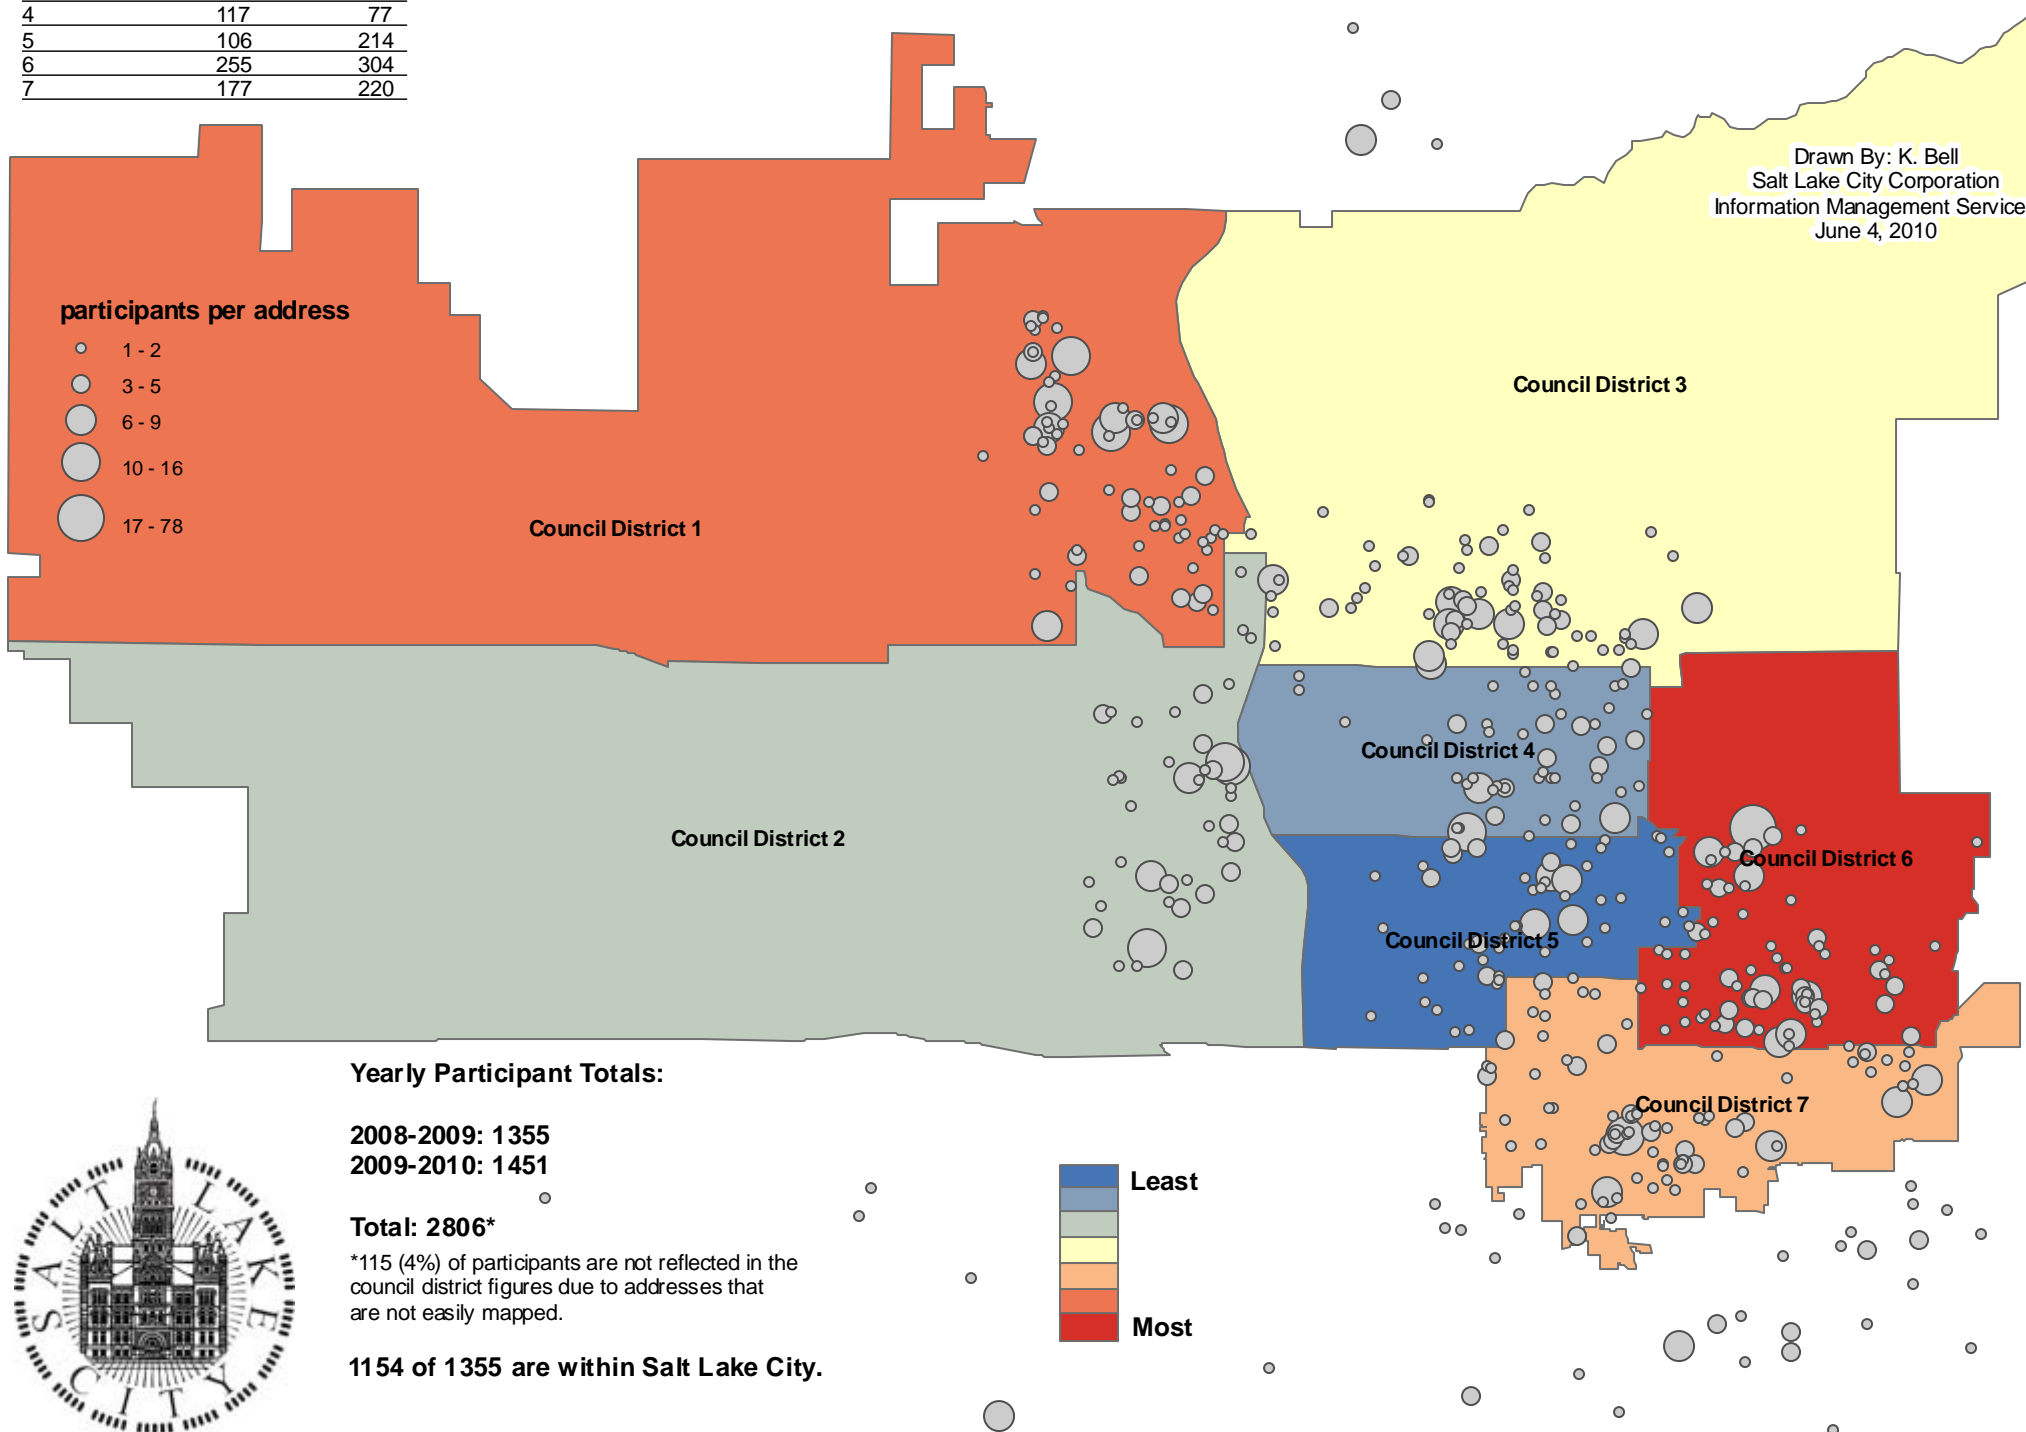 4 117 77
5 106 214
6 255 304
7 177 220
Drawn By: K. Bell
Salt Lake City Corporation
Information Management Service
June 4, 2010
participants per address
1 - 2
3 - 5
6 - 9
10 - 16
17 - 78
Council District 3
Council District 1
Council District 4
Council District 2
Council District 6
Council District 5
Council District 7
Yearly Participant Totals:
2008-2009: 1355
2009-2010: 1451
Total: 2806*
*115 (4%) of participants are not reflected in the
council district figures due to addresses that
are not easily mapped.
1154 of 1355 are within Salt Lake City.
Least
Most
SALT LAKE
CITY